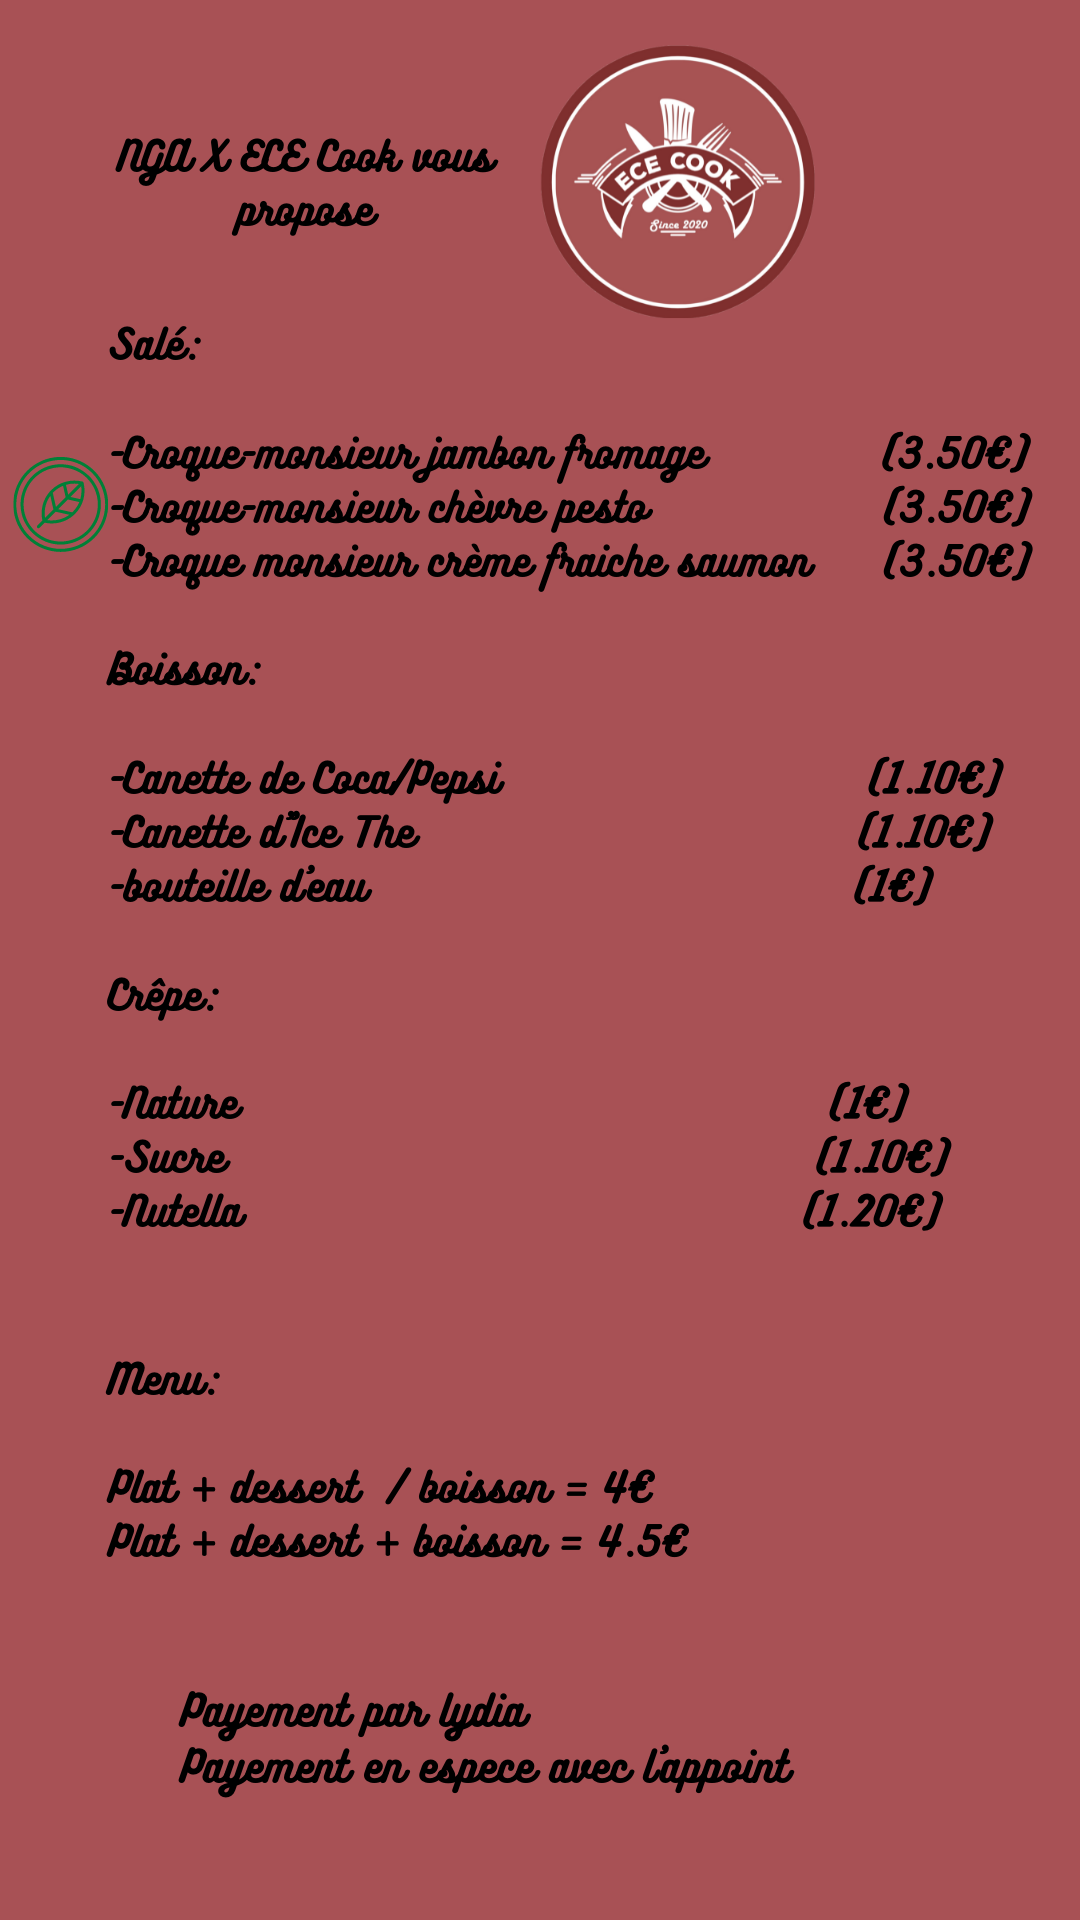 NGA X ECE Cook vous
propose
ECE COOK
Since 2020
Salé:
-Croque-monsieur jambon fromage (3.50€)
-Croque-monsieur chèvre pesto (3.50€)
-Croque monsieur crème fraiche saumon (3.50€)
Boisson:
-Canette de Coca/Pepsi (1.10€)
-Canette d'Ice The (1.10€)
-bouteille d'eau (1€)
Crêpe:
-Nature (1€)
-Sucre (1.10€)
-Nutella (1.20€)
Menu:
Plat + dessert / boisson = 4€
Plat + dessert + boisson = 4.5€
Payement par lydia
Payement en espece avec l'appoint